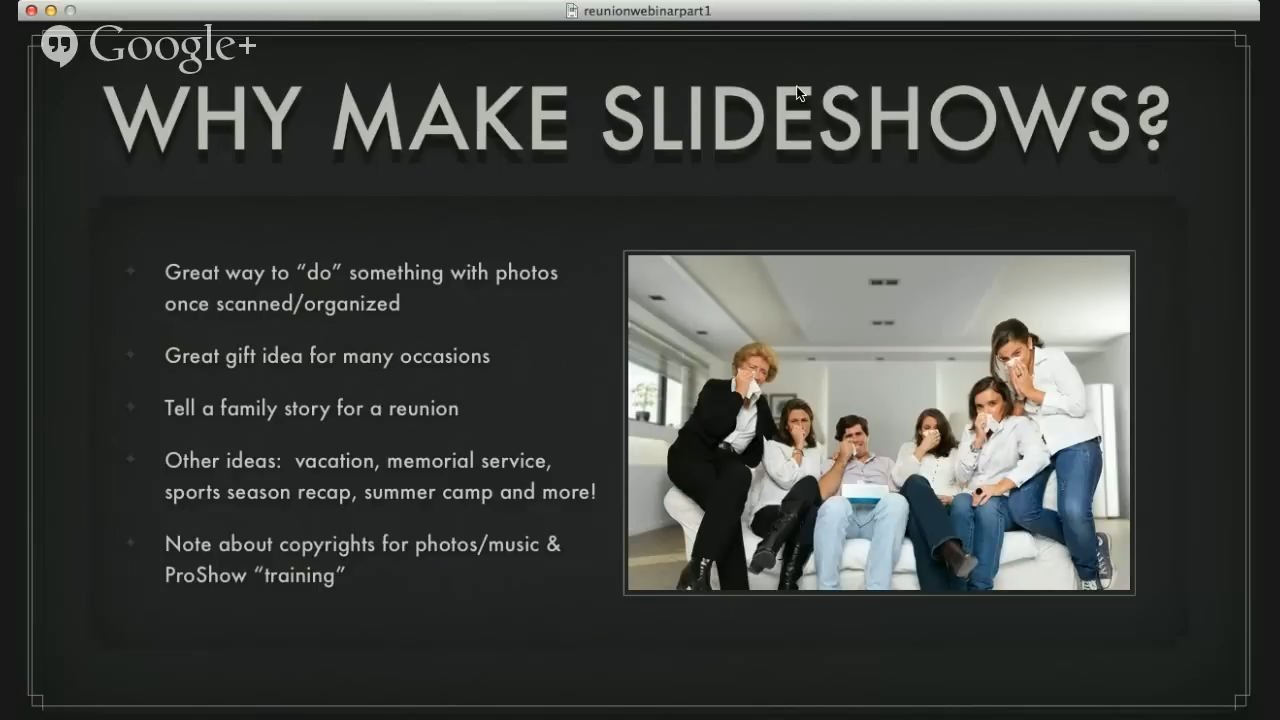 reunionwebinarpart1
Google+
WHY MAKE SLIDESHOWS?
Great way to “do” something with photos
once scanned/organized
Great gift idea for many occasions
Tell a family story for a reunion
Other ideas:  vacation, memorial service,
sports season recap, summer camp and more!
Note about copyrights for photos/music &
ProShow “training”